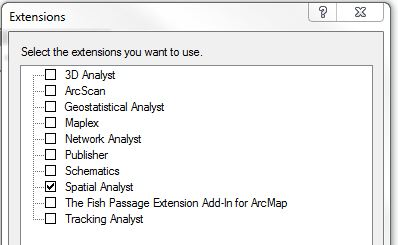 Extensions
?
Select the extensions you want to use.
3D Analyst
ArcScan
Geostatistical Analyst
Maplex
Network Analyst
Publisher
Schematics
Spatial Analyst
The Fish Passage Extension Add-In for ArcMap
Tracking Analyst